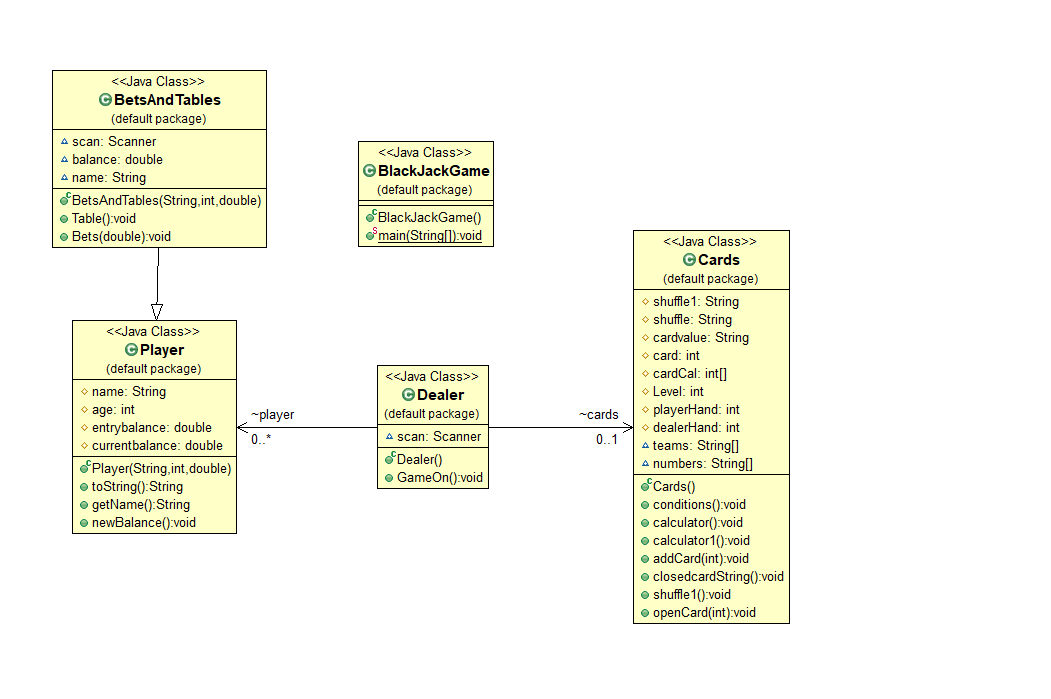 <<Java Class>>
BetsAndTables
(default package)
scan: Scanner
balance: double
name: String
BetsAndTables(String,int,double)
Table():void
Bets(double):void
<<Java Class>>
BlackJackGame
(default package)
BlackJackGame()
main(String[]):void
<<Java Class>>
Player
(default package)
name: String
age: int
entrybalance: double
currentbalance: double
Player(String,int,double)
toString():String
getName():String
newBalance():void
~player
0..*
<<Java Class>>
Dealer
(default package)
scan: Scanner
Dealer()
GameOn():void
~cards
0..1
<<Java Class>>
Cards
(default package)
shuffle1: String
shuffle: String
cardvalue: String
card: int
cardCal: int[]
Level: int
playerHand: int
dealerHand: int
teams: String[]
numbers: String[]
Cards()
conditions():void
calculator():void
calculator1():void
addCard(int):void
closedcardString():void
shuffle1():void
openCard(int):void